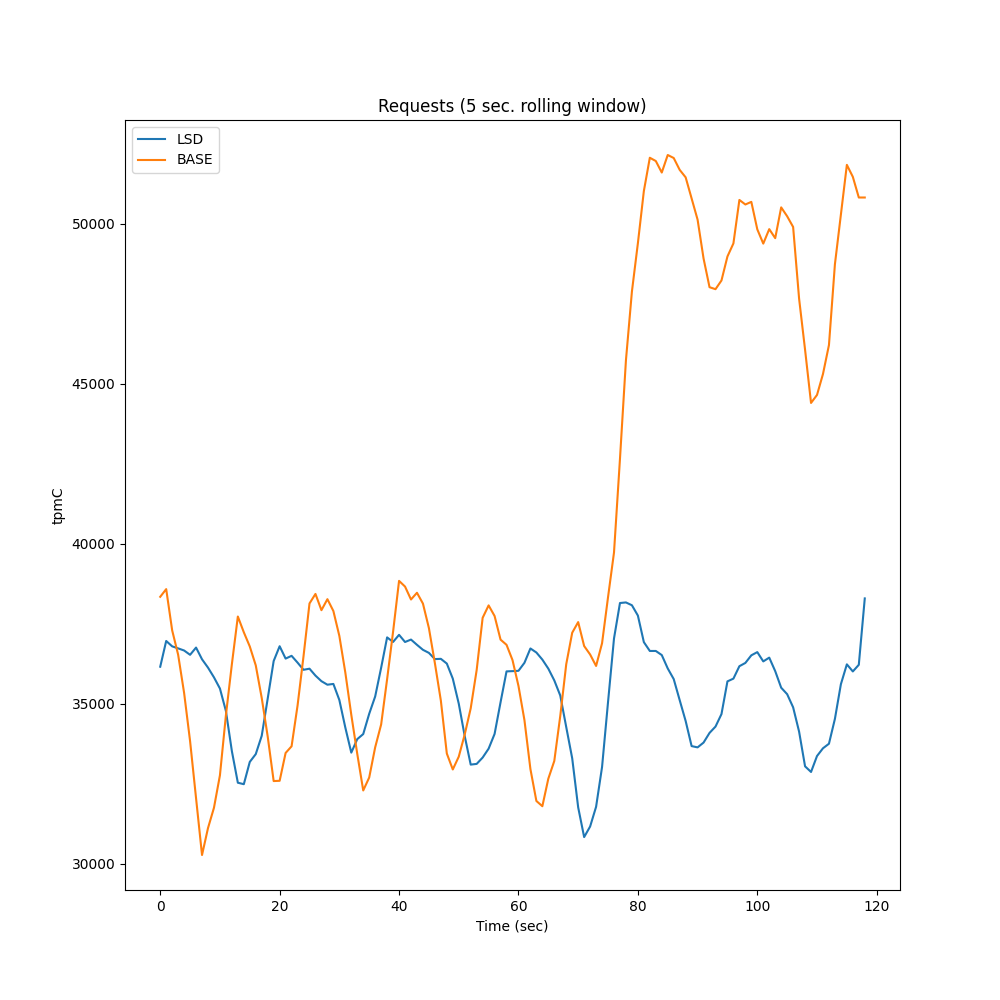 Requests (5 sec. rolling window)
LSD
BASE
tpmC
50000
45000
40000
35000
30000
0 20 40 60 80 100 120
Time (sec)